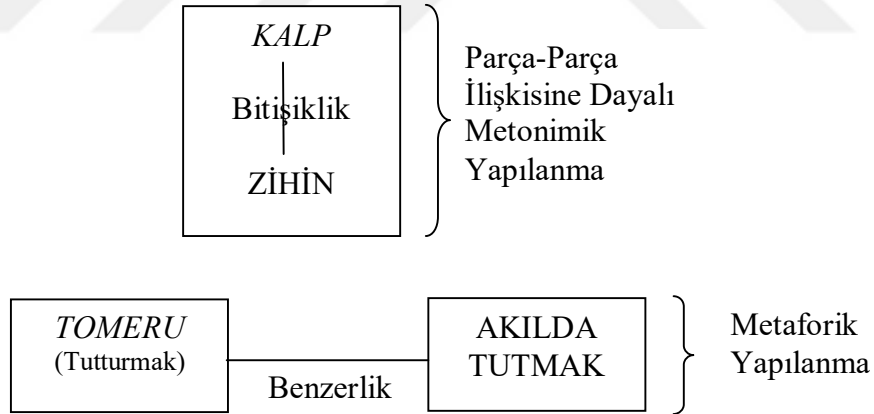 KALP
Bitişiklik
ZİHİN
Parça-Parça
İlişkisine Dayalı
Metonimik
Yapılanma
TOMERU
(Tutturmak)
Benzerlik
AKILDA
TUTMAK
Metaforik
Yapılanma